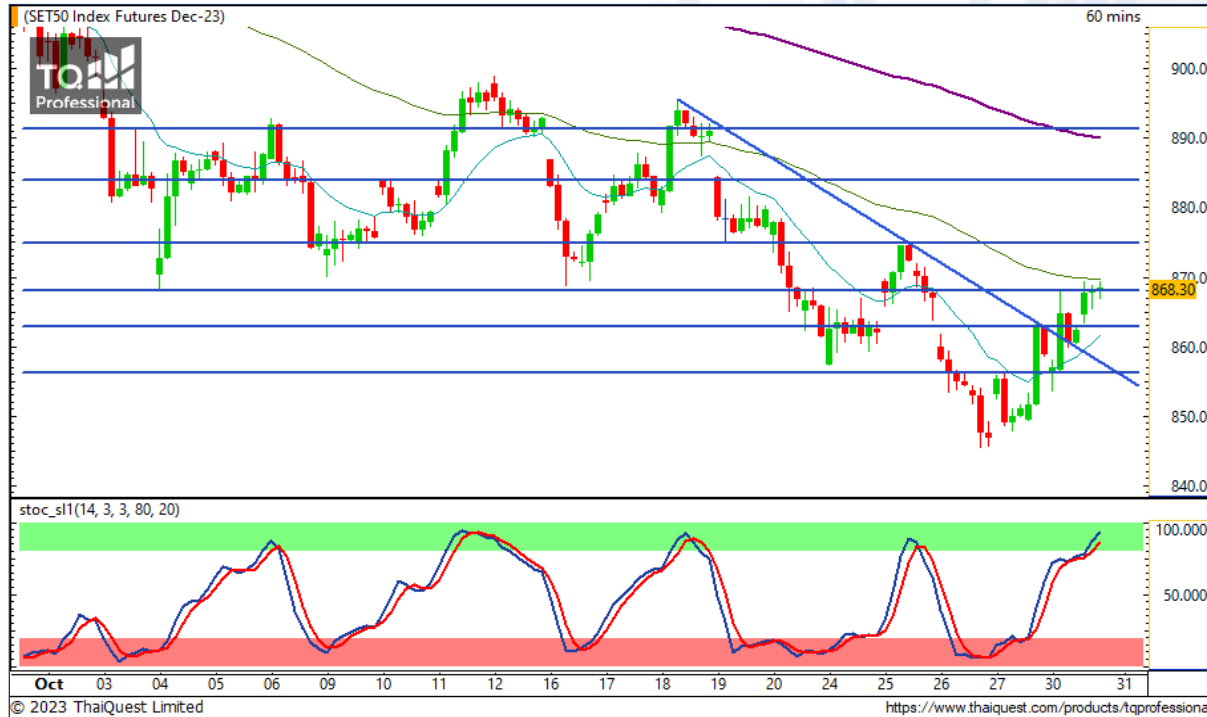 (SET50 Index Futures Dec-23) 60 mins
TQ
Professional
900.0
890.0
880.0
870.0
868.30
860.0
850.0
840.0
stoc_sl1(14, 3, 3, 80, 20)
100.000
50.000
Oct 03 04 05 06 09 10 11 12 16 17 18 19 20 24 25 26 27 30 31
© 2023 ThaiQuest Limited https://www.thaiquest.com/products/tqprofessiona